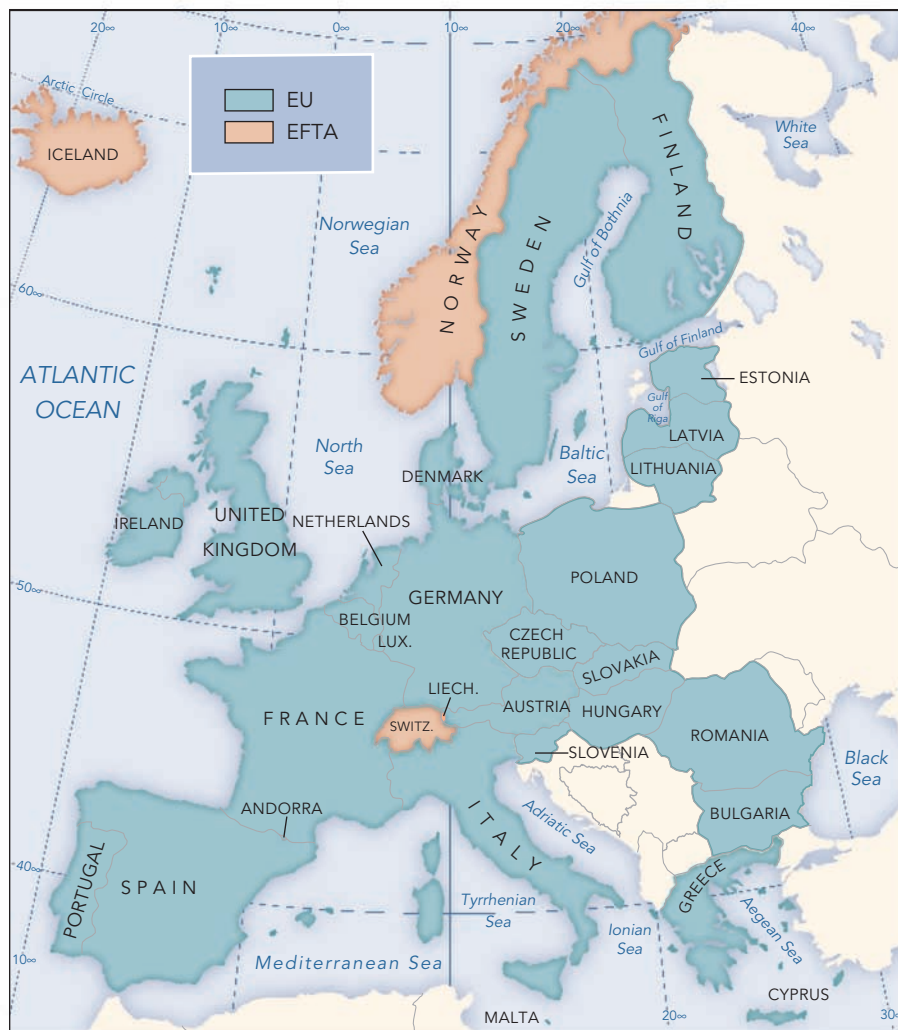 20∞
10∞
0∞
10∞
20∞
40∞
Arctic Circle
EU
EFTA
ICELAND
White
Sea
FINLAND
Norwegian
Sea
NORWAY
SWEDEN
Gulf of Bothnia
60∞
Gulf of Finland
ATLANTIC
OCEAN
ESTONIA
Gulf
of
Riga
LATVIA
North
Sea
Baltic
Sea
LITHUANIA
DENMARK
IRELAND
UNITED
KINGDOM
NETHERLANDS
50∞
POLAND
GERMANY
BELGIUM
LUX.
CZECH
REPUBLIC
SLOVAKIA
LIECH.
AUSTRIA
HUNGARY
FRANCE
SWITZ.
ROMANIA
SLOVENIA
Black
Sea
ANDORRA
BULGARIA
ITALY
Adriatic Sea
40∞
PORTUGAL
SPAIN
GREECE
Tyrrhenian
Sea
Ionian
Sea
Aegean Sea
10∞
Mediterranean Sea
CYPRUS
0∞
MALTA
20∞
30∞